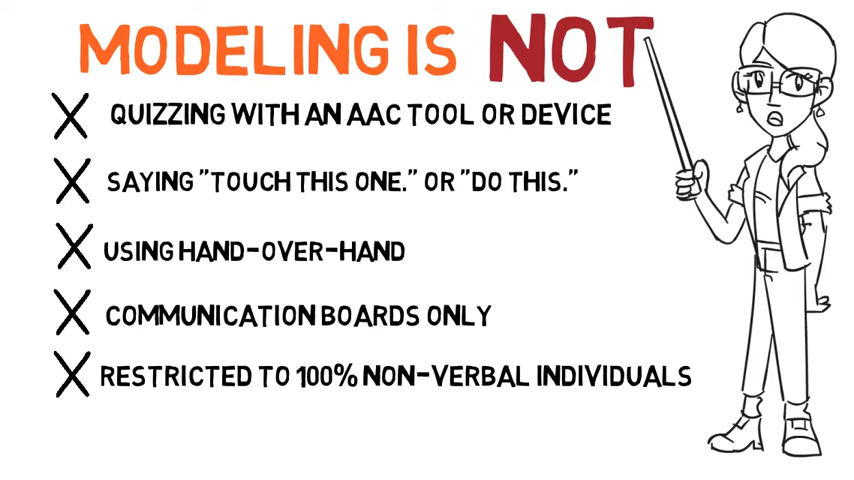 MODELING IS NOT
QUIZZING WITH AN AAC TOOL OR DEVICE
SAYING "TOUCH THIS ONE." OR "DO THIS."
USING HAND-OVER-HAND
COMMUNICATION BOARDS ONLY
RESTRICTED TO 100% NON-VERBAL INDIVIDUALS